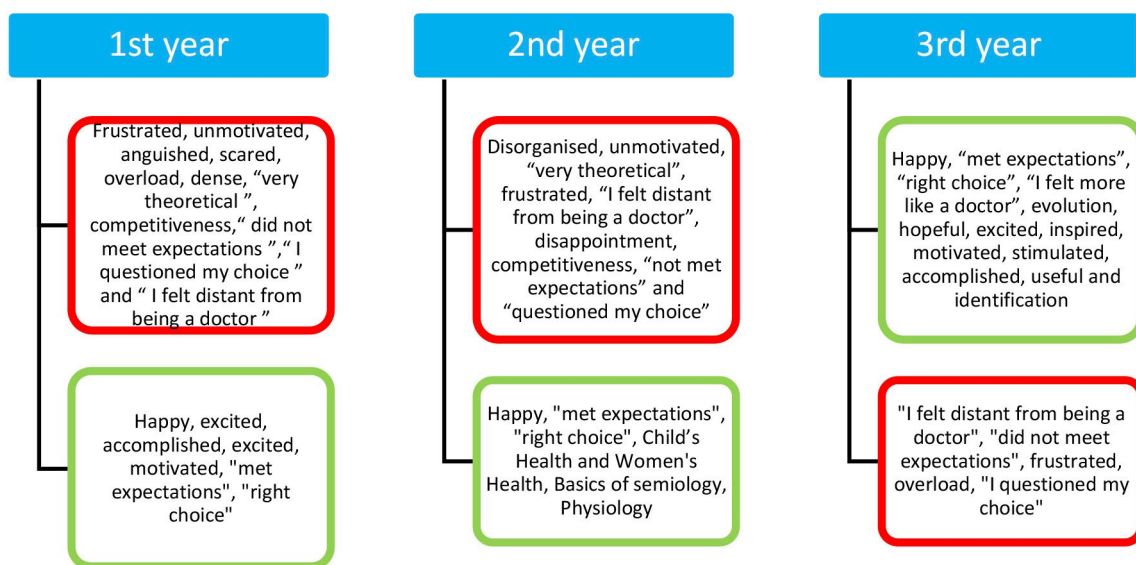 1st year
Frustrated, unmotivated,
anguished, scared,
overload, dense, “very
theoretical ”,
competitiveness,“ did not
meet expectations ”,“ I
questioned my choice ”
and “ I felt distant from
being a doctor ”
Happy, excited,
accomplished, excited,
motivated, "met
expectations", "right
choice"
2nd year
Disorganised, unmotivated,
“very theoretical”,
frustrated, “I felt distant
from being a doctor”,
disappointment,
competitiveness, “not met
expectations” and
“questioned my choice”
Happy, "met expectations",
"right choice", Child’s
Health and Women's
Health, Basics of semiology,
Physiology
3rd year
Happy, “met expectations”,
“right choice”, “I felt more
like a doctor”, evolution,
hopeful, excited, inspired,
motivated, stimulated,
accomplished, useful and
identification
"I felt distant from being a
doctor", "did not meet
expectations", frustrated,
overload, "I questioned my
choice"